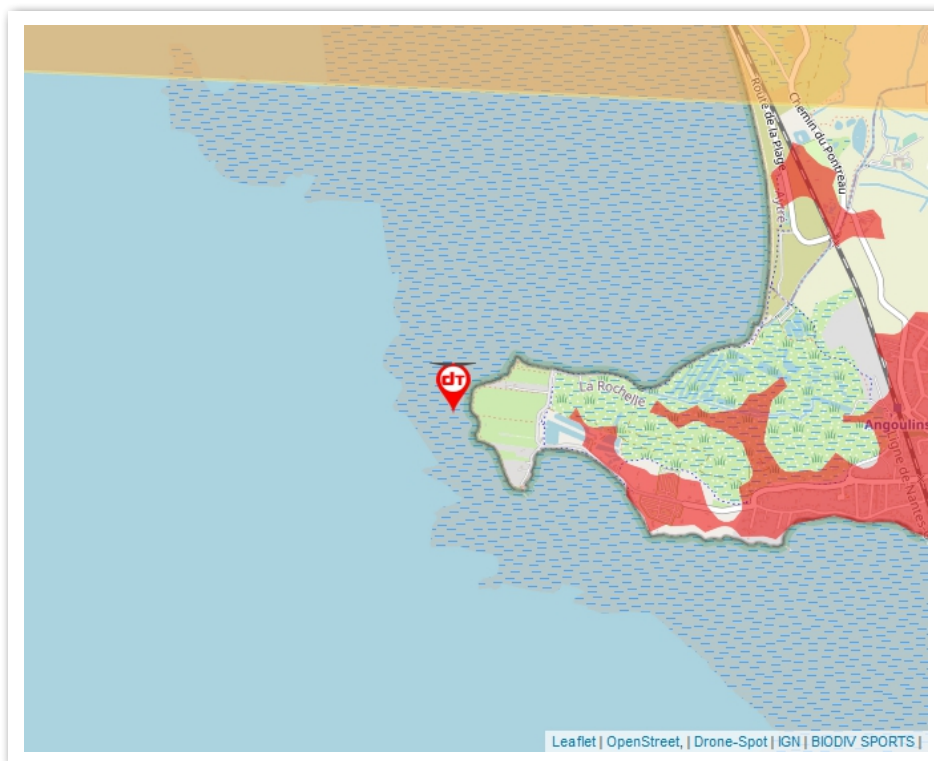 Route de la Plage
Chemin du Pontreau
Aytré
dT
La Rochelle
Angoulins
Ligne de Nantes
Leaflet | OpenStreet, | Drone-Spot | IGN | BIODIV SPORTS |